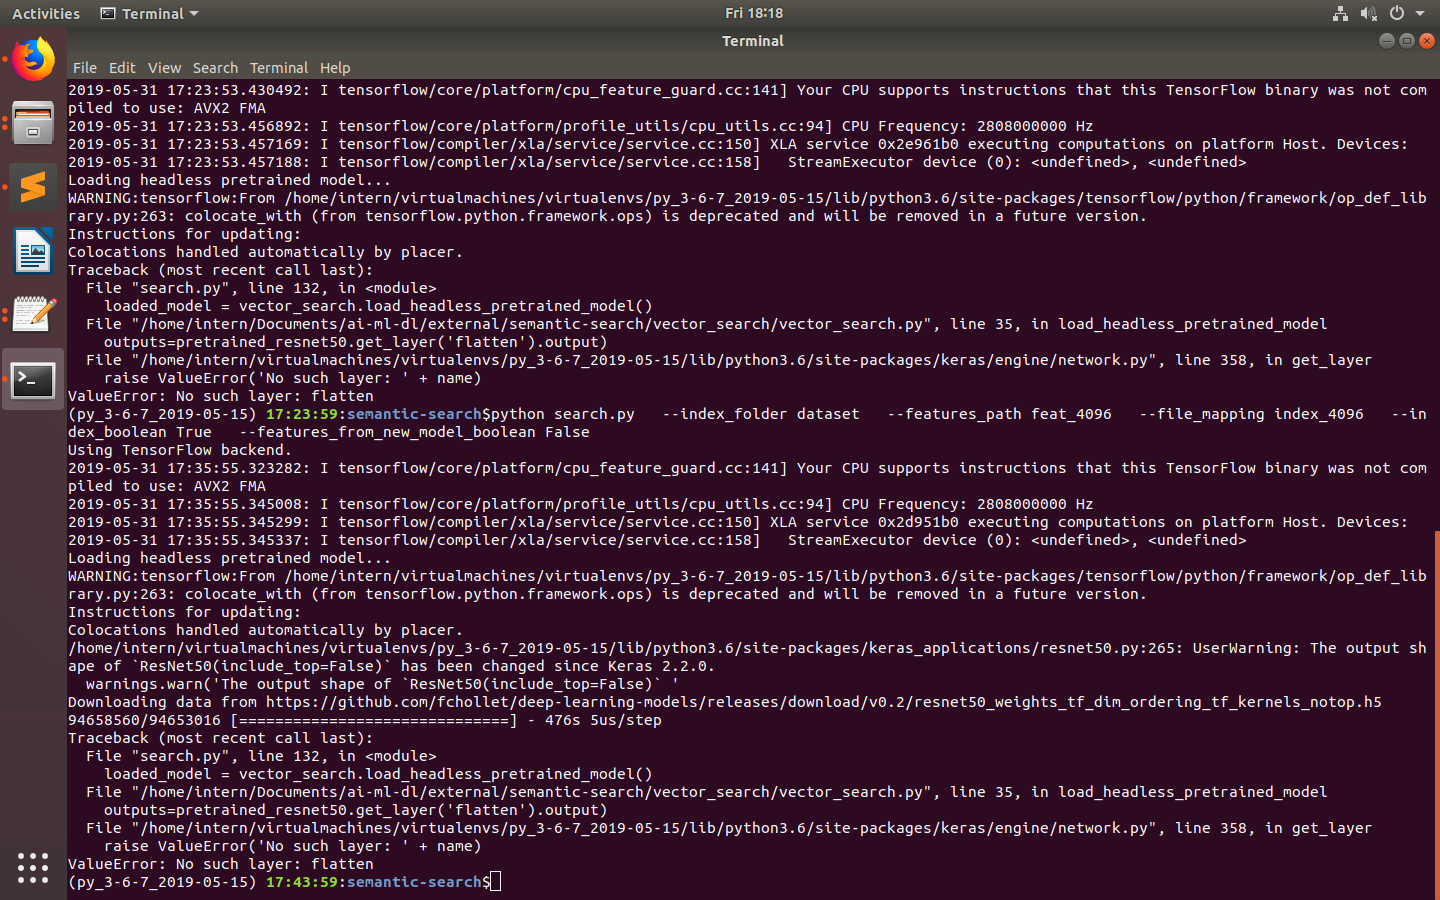 Activities Terminal Fri 18:18
Terminal
File Edit View Search Terminal Help
2019-05-31 17:23:53.430492: I tensorflow/core/platform/cpu_feature_guard.cc:141] Your CPU supports instructions that this TensorFlow binary was not com
piled to use: AVX2 FMA
2019-05-31 17:23:53.456892: I tensorflow/core/platform/profile_utils/cpu_utils.cc:94] CPU Frequency: 2808000000 Hz
2019-05-31 17:23:53.457169: I tensorflow/compiler/xla/service/service.cc:150] XLA service 0x2e961b0 executing computations on platform Host. Devices:
2019-05-31 17:23:53.457188: I tensorflow/compiler/xla/service/service.cc:158]   StreamExecutor device (0): <undefined>, <undefined>
Loading headless pretrained model...
WARNING:tensorflow:From /home/intern/virtualmachines/virtualenvs/py_3-6-7_2019-05-15/lib/python3.6/site-packages/tensorflow/python/framework/op_def_lib
rary.py:263: colocate_with (from tensorflow.python.framework.ops) is deprecated and will be removed in a future version.
Instructions for updating:
Colocations handled automatically by placer.
Traceback (most recent call last):
  File "search.py", line 132, in <module>
    loaded_model = vector_search.load_headless_pretrained_model()
  File "/home/intern/Documents/ai-ml-dl/external/semantic-search/vector_search/vector_search.py", line 35, in load_headless_pretrained_model
    outputs=pretrained_resnet50.get_layer('flatten').output)
  File "/home/intern/virtualmachines/virtualenvs/py_3-6-7_2019-05-15/lib/python3.6/site-packages/keras/engine/network.py", line 358, in get_layer
    raise ValueError('No such layer: ' + name)
ValueError: No such layer: flatten
(py_3-6-7_2019-05-15) 17:23:59:semantic-search$python search.py   --index_folder dataset   --features_path feat_4096   --file_mapping index_4096   --in
dex_boolean True   --features_from_new_model_boolean False
Using TensorFlow backend.
2019-05-31 17:35:55.323282: I tensorflow/core/platform/cpu_feature_guard.cc:141] Your CPU supports instructions that this TensorFlow binary was not com
piled to use: AVX2 FMA
2019-05-31 17:35:55.345008: I tensorflow/core/platform/profile_utils/cpu_utils.cc:94] CPU Frequency: 2808000000 Hz
2019-05-31 17:35:55.345299: I tensorflow/compiler/xla/service/service.cc:150] XLA service 0x2d951b0 executing computations on platform Host. Devices:
2019-05-31 17:35:55.345337: I tensorflow/compiler/xla/service/service.cc:158]   StreamExecutor device (0): <undefined>, <undefined>
Loading headless pretrained model...
WARNING:tensorflow:From /home/intern/virtualmachines/virtualenvs/py_3-6-7_2019-05-15/lib/python3.6/site-packages/tensorflow/python/framework/op_def_lib
rary.py:263: colocate_with (from tensorflow.python.framework.ops) is deprecated and will be removed in a future version.
Instructions for updating:
Colocations handled automatically by placer.
/home/intern/virtualmachines/virtualenvs/py_3-6-7_2019-05-15/lib/python3.6/site-packages/keras_applications/resnet50.py:265: UserWarning: The output sh
ape of `ResNet50(include_top=False)` has been changed since Keras 2.2.0.
  warnings.warn('The output shape of `ResNet50(include_top=False)` '
Downloading data from https://github.com/fchollet/deep-learning-models/releases/download/v0.2/resnet50_weights_tf_dim_ordering_tf_kernels_notop.h5
94658560/94653016 [==============================] - 476s 5us/step
Traceback (most recent call last):
  File "search.py", line 132, in <module>
    loaded_model = vector_search.load_headless_pretrained_model()
  File "/home/intern/Documents/ai-ml-dl/external/semantic-search/vector_search/vector_search.py", line 35, in load_headless_pretrained_model
    outputs=pretrained_resnet50.get_layer('flatten').output)
  File "/home/intern/virtualmachines/virtualenvs/py_3-6-7_2019-05-15/lib/python3.6/site-packages/keras/engine/network.py", line 358, in get_layer
    raise ValueError('No such layer: ' + name)
ValueError: No such layer: flatten
(py_3-6-7_2019-05-15) 17:43:59:semantic-search$